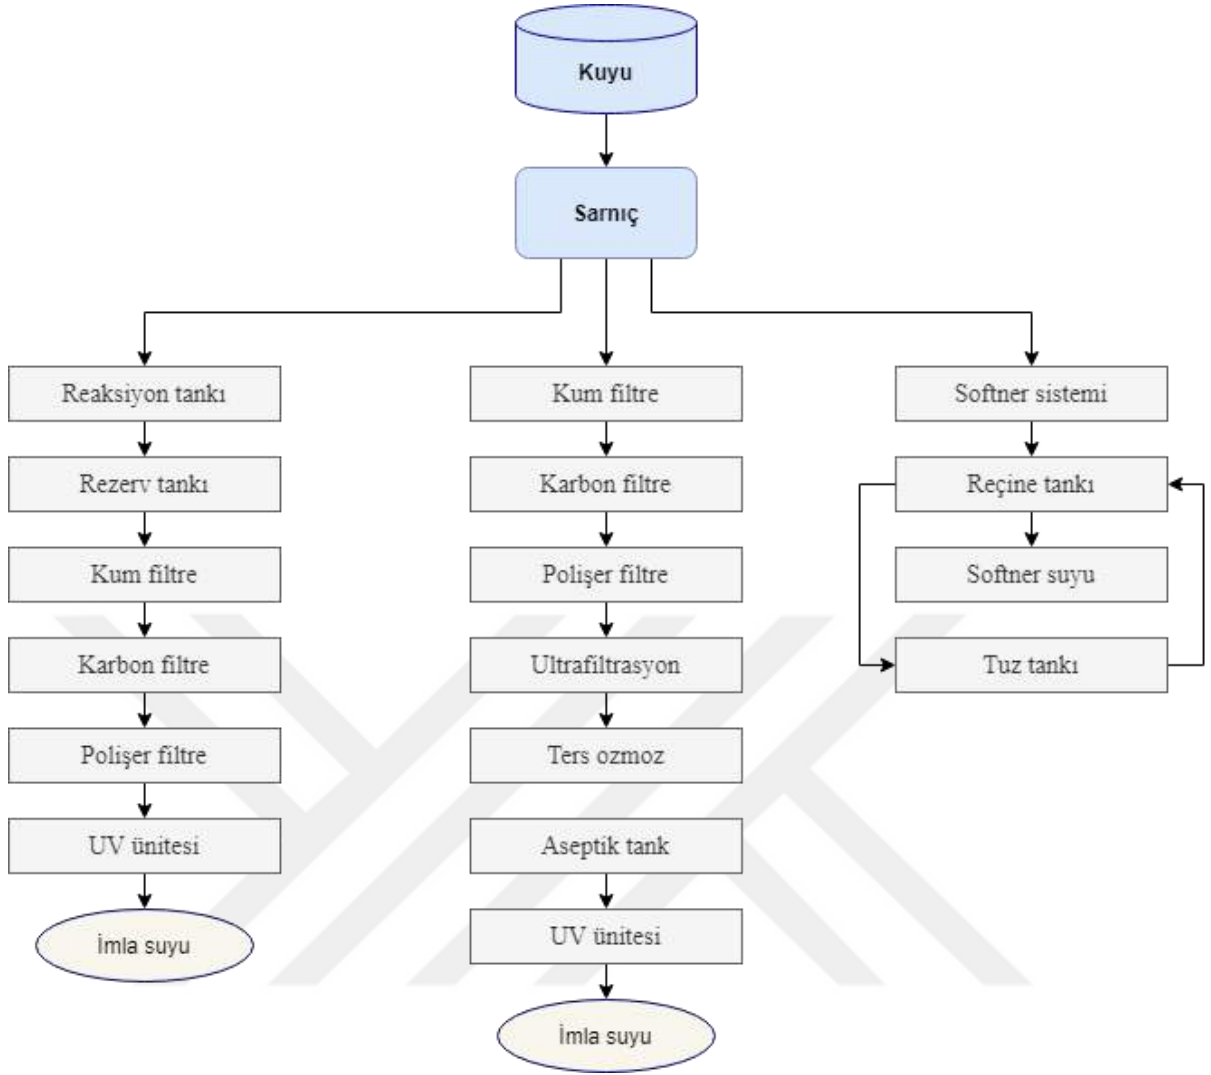 Kuyu
Sarnıç
Reaksiyon tankı
Rezerv tankı
Kum filtre
Karbon filtre
Polişer filtre
UV ünitesi
İmla suyu
Kum filtre
Karbon filtre
Polişer filtre
Ultrafiltrasyon
Ters ozmoz
Aseptik tank
UV ünitesi
İmla suyu
Softner sistemi
Reçine tankı
Softner suyu
Tuz tankı